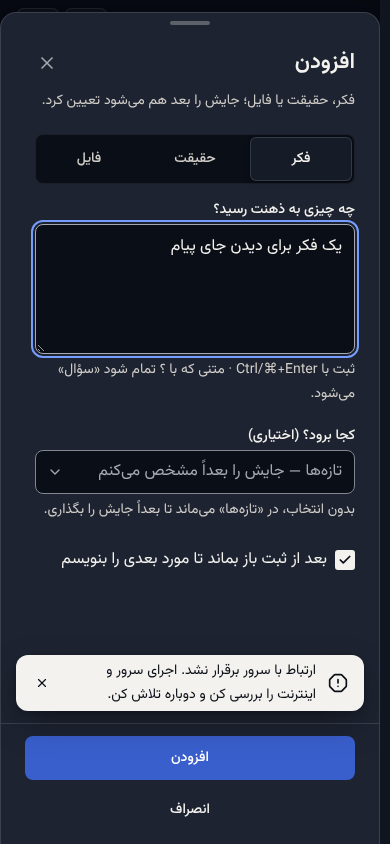 افزودن
فکر، حقیقت یا فایل؛ جایش را بعد هم می‌شود تعیین کرد.
فکر
حقیقت
فایل
چه چیزی به ذهنت رسید؟
یک فکر برای دیدن جای پیام
ثبت با Ctrl/⌘+Enter · متنی که با ؟ تمام شود «سؤال»
می‌شود.
کجا برود؟ (اختیاری)
تازه‌ها — جایش را بعداً مشخص می‌کنم
بدون انتخاب، در «تازه‌ها» می‌ماند تا بعداً جایش را بگذاری.
بعد از ثبت باز بماند تا مورد بعدی را بنویسم
ارتباط با سرور برقرار نشد. اجرای سرور و
اینترنت را بررسی کن و دوباره تلاش کن.
افزودن
انصراف